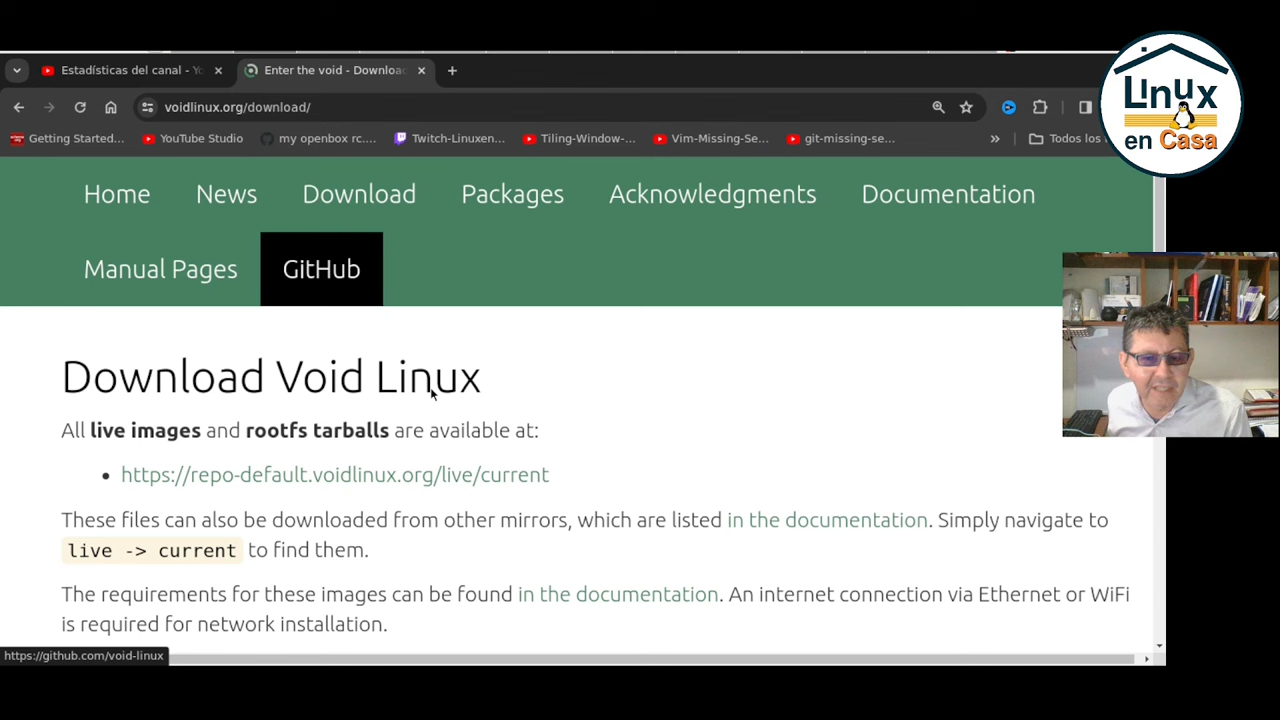 Estadísticas del canal - Yo
Enter the void - Downloa
voidlinux.org/download/
Getting Started...
YouTube Studio
my openbox rc....
Twitch-Linuxen...
Tiling-Window-...
Vim-Missing-Se...
git-missing-se...
»
Todos los
Linux
en Casa
Home
News
Download
Packages
Acknowledgments
Documentation
Manual Pages
GitHub
Download Void Linux
All live images and rootfs tarballs are available at:
• https://repo-default.voidlinux.org/live/current
These files can also be downloaded from other mirrors, which are listed in the documentation. Simply navigate to
live -> current to find them.
The requirements for these images can be found in the documentation. An internet connection via Ethernet or WiFi
is required for network installation.
https://github.com/void-linux